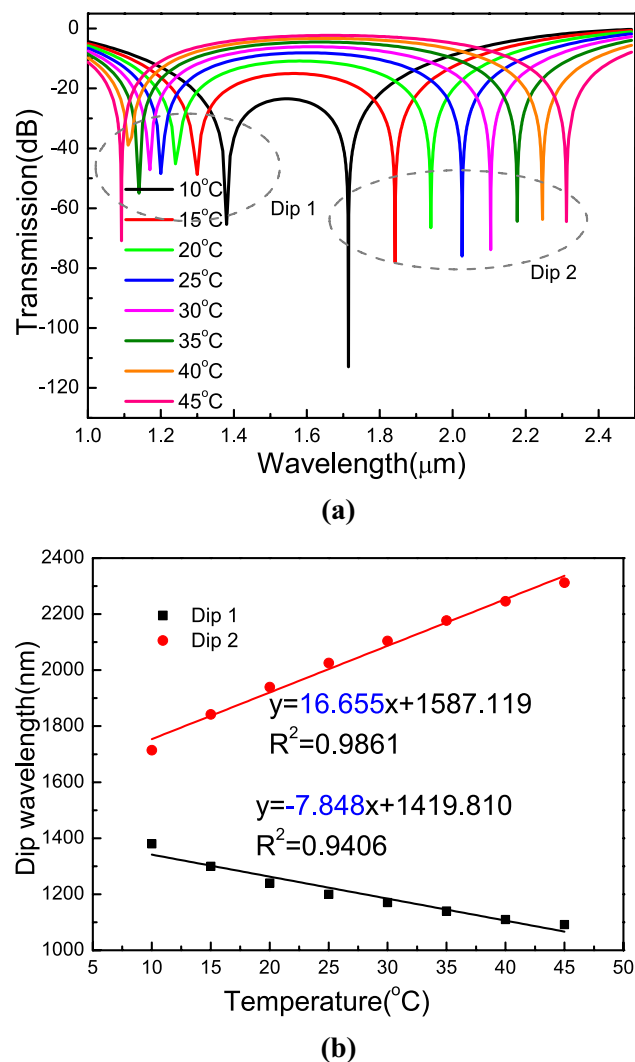 0
-20
-40
-60
-80
-100
-120
Transmission(dB)
10°C
15°C
20°C
25°C
30°C
35°C
40°C
45°C
Dip 1
Dip 2
1.0 1.2 1.4 1.6 1.8 2.0 2.2 2.4
Wavelength(μm)
(a)
2400
2200
2000
1800
1600
1400
1200
1000
Dip wavelength(nm)
Dip 1
Dip 2
y=16.655x+1587.119
R²=0.9861
y=-7.848x+1419.810
R²=0.9406
5 10 15 20 25 30 35 40 45 50
Temperature(°C)
(b)